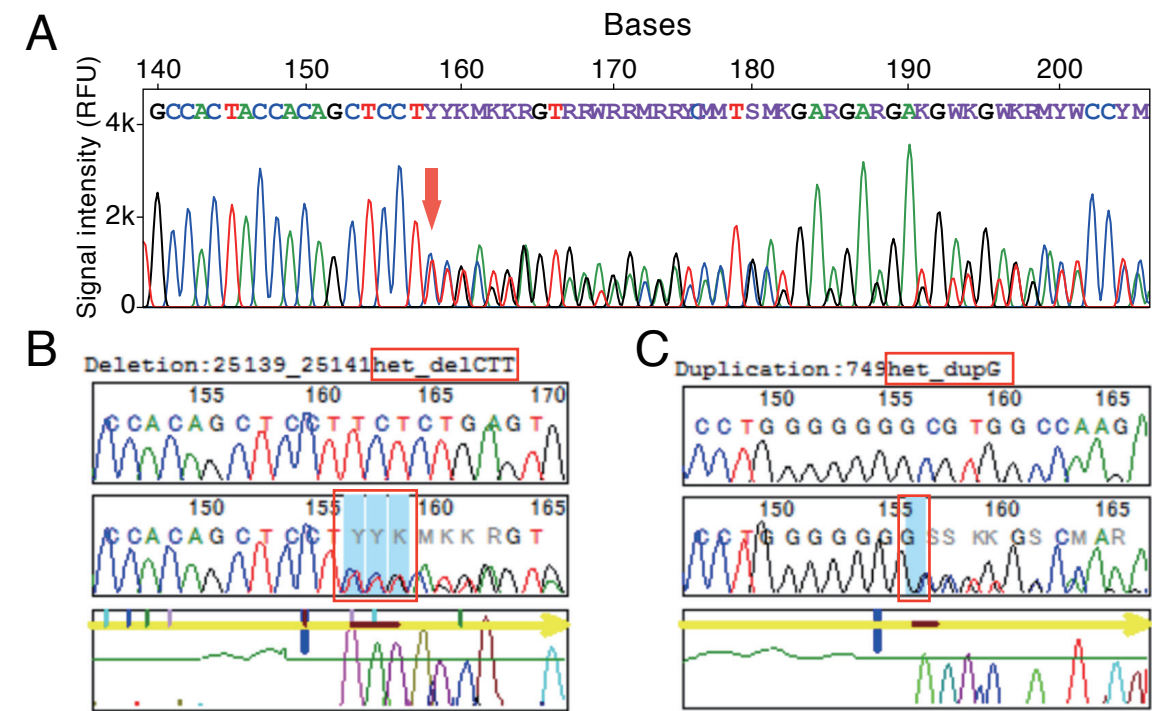 A
Bases
140 150 160 170 180 190 200
Signal intensity (RFU)
GCCACTACCACAGCTCCTYYKMKKRGTRRWRRMRRYCMMTSMKGARGARGAKGWKGWKRMYWCCYM
4k
2k
0
B
Deletion:25139_25141het_delCTT
155 160 165 170
CCACAGCTCCTTCTCTGAGT
150 155 160 165
CCACAGCTCCTYYKMKKRGT
C
Duplication:749het_dupG
150 155 160 165
CCTGGGGGGGCGTGGCCAAG
150 155 160 165
CCTGGGGGGGSSKKGSCMAR